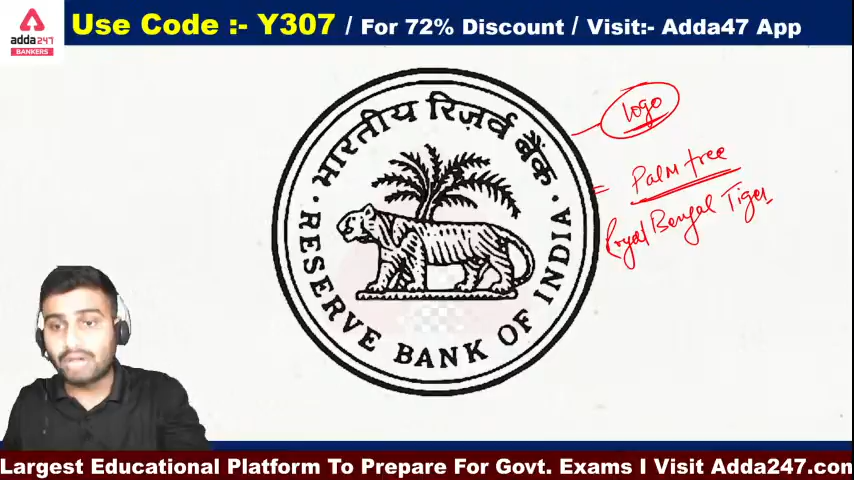 adda247
BANKERS
Use Code :- Y307 / For 72% Discount / Visit:- Adda47 App
भारतीय रिज़र्व बैंक
RESERVE BANK OF INDIA
logo
= Palm tree
Royal Bengal Tiger
Largest Educational Platform To Prepare For Govt. Exams I Visit Adda247.con